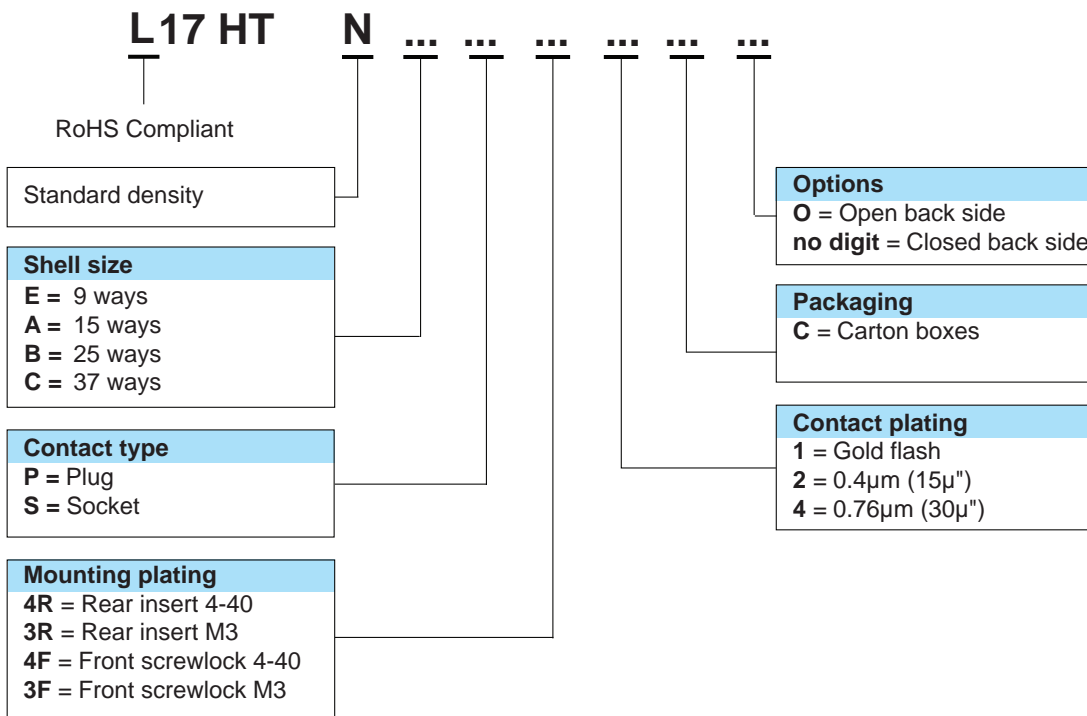 L17 HT N ... ... ... ... ... ...
RoHS Compliant
Standard density
Shell size
E = 9 ways
A = 15 ways
B = 25 ways
C = 37 ways
Contact type
P = Plug
S = Socket
Mounting plating
4R = Rear insert 4-40
3R = Rear insert M3
4F = Front screwlock 4-40
3F = Front screwlock M3
Options
O = Open back side
no digit = Closed back side
Packaging
C = Carton boxes
Contact plating
1 = Gold flash
2 = 0.4µm (15µ")
4 = 0.76µm (30µ")